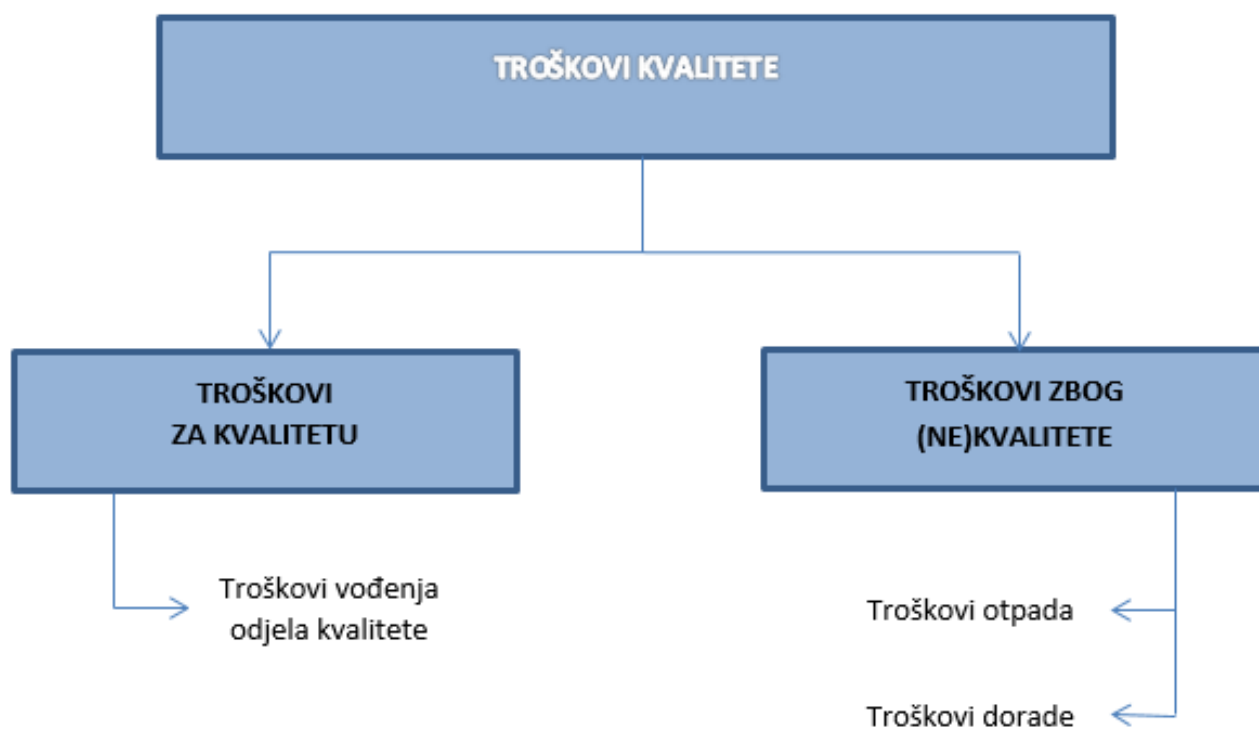 TROŠKOVI KVALITETE
TROŠKOVI
ZA KVALITETU
TROŠKOVI ZBOG
(NE)KVALITETE
Troškovi vođenja
odjela kvalitete
Troškovi otpada
Troškovi dorade